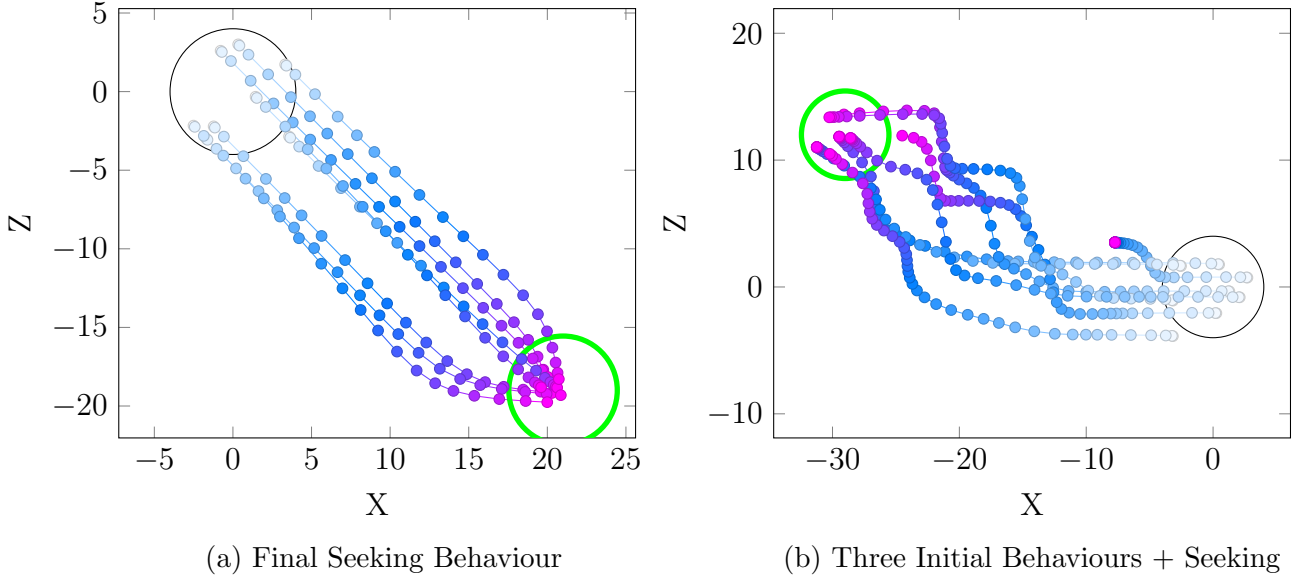 5
0
−5
−10
−15
−20
Z
−5 0 5 10 15 20 25
X
(a) Final Seeking Behaviour
20
10
0
−10
Z
−30 −20 −10 0
X
(b) Three Initial Behaviours + Seeking